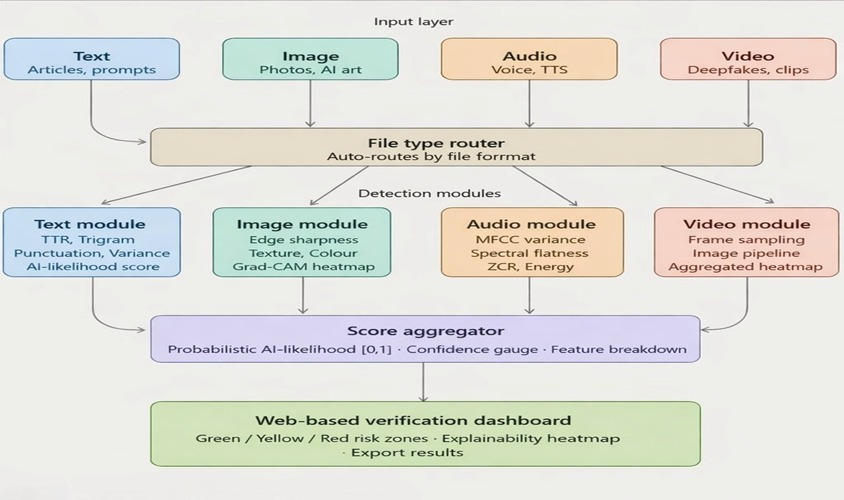 Input layer
Text
Articles, prompts
Image
Photos, AI art
Audio
Voice, TTS
Video
Deepfakes, clips
File type router
Auto-routes by file forrmat
Detection modules
Text module
TTR, Trigram
Punctuation, Variance
AI-likelihood score
Image module
Edge sharpness
Texture, Colour
Grad-CAM heatmap
Audio module
MFCC variance
Spectral flatness
ZCR, Energy
Video module
Frame sampling
Image pipeline
Aggregated heatmap
Score aggregator
Probabilistic AI-likelihood [0,1] · Confidence gauge · Feature breakdown
Web-based verification dashboard
Green / Yellow / Red risk zones · Explainability heatmap
· Export results